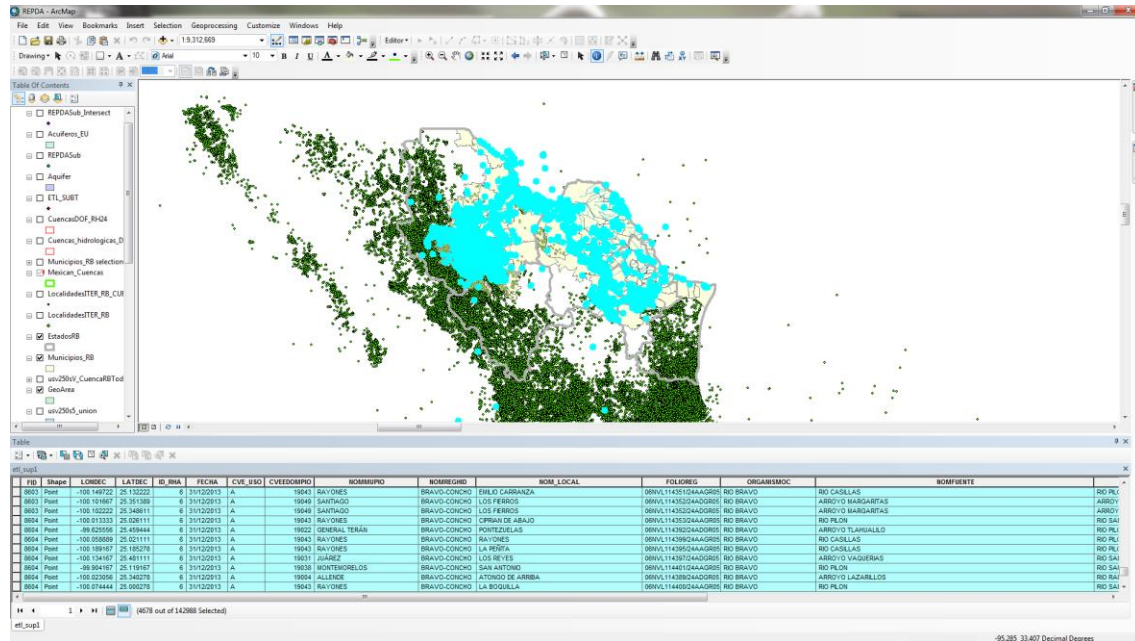 REPDA - ArcMap
File Edit View Bookmarks Insert Selection Geoprocessing Customize Windows Help
1:9,312,669 Editor
Drawing Arial 10 B I U A
Table Of Contents
REPDASub_Intersect
Acuiferos_EU
REPDASub
Aquifer
ETL_SUBT
CuencasDOF_RH24
Cuencas_hidrologicas_D
Municipios_RB selection
Mexican_Cuencas
LocalidadesITER_RB_CUE
LocalidadesITER_RB
EstadosRB
Municipios_RB
usv250sV_CuencaRBTod
GeoArea
usv250s5_union
Table
etl_sup1
FID Shape LONDEC LATDEC ID_RHA FECHA CVE_USO CVEEDOMPIO NOMMUPIO NOMREGHID NOM_LOCAL FOLIOREG ORGANISMOC NOMFUENTE
8603 Point -100.149722 25.132222 6 31/12/2013 A 19043 RAYONES BRAVO-CONCHO EMILIO CARRANZA 06NVL114351/24AAGR05 RIO BRAVO RIO CASILLAS
8603 Point -100.101667 25.351389 6 31/12/2013 A 19049 SANTIAGO BRAVO-CONCHO LOS FIERROS 06NVL114352/24AAGR05 RIO BRAVO ARROYO MARGARITAS ARROY
8603 Point -100.102222 25.348611 6 31/12/2013 A 19049 SANTIAGO BRAVO-CONCHO LOS FIERROS 06NVL114352/24AAGR05 RIO BRAVO ARROYO MARGARITAS ARROY
8604 Point -100.013333 25.026111 6 31/12/2013 A 19043 RAYONES BRAVO-CONCHO CIPRIAN DE ABAJO 06NVL114353/24AAGR05 RIO BRAVO RIO PILON
8604 Point -99.625556 25.459444 6 31/12/2013 A 19022 GENERAL TERÁN BRAVO-CONCHO PONTEZUELAS RIO BRAVO ARROYO TLAHUALILO
8604 Point -100.058889 25.021111 6 31/12/2013 A 19043 RAYONES BRAVO-CONCHO RAYONES 06NVL114399/24AAGR05 RIO BRAVO RIO CASILLAS
8604 Point -100.189167 25.185278 6 31/12/2013 A 19043 RAYONES BRAVO-CONCHO LA PEÑITA 06NVL114395/24AAGR05 RIO BRAVO RIO CASILLAS
8604 Point -100.134167 25.481111 6 31/12/2013 A 19031 JUÁREZ BRAVO-CONCHO LOS REYES 06NVL114397/24AAGR05 RIO BRAVO ARROYO VAQUERIAS
8604 Point -99.904167 25.119167 6 31/12/2013 A 19038 MONTEMORELOS BRAVO-CONCHO SAN ANTONIO 06NVL114401/24AAGR05 RIO BRAVO RIO PILON
8604 Point -100.023056 25.340278 6 31/12/2013 A 19004 ALLENDE BRAVO-CONCHO ATONGO DE ARRIBA 06NVL114389/24AAGR05 RIO BRAVO ARROYO LAZARILLOS
8604 Point -100.074444 25.000278 6 31/12/2013 A 19043 RAYONES BRAVO-CONCHO LA BOQUILLA 06NVL114400/24AAGR05 RIO BRAVO RIO PILON
1 (4678 out of 142988 Selected)
etl_sup1
-95.285 33.407 Decimal Degrees